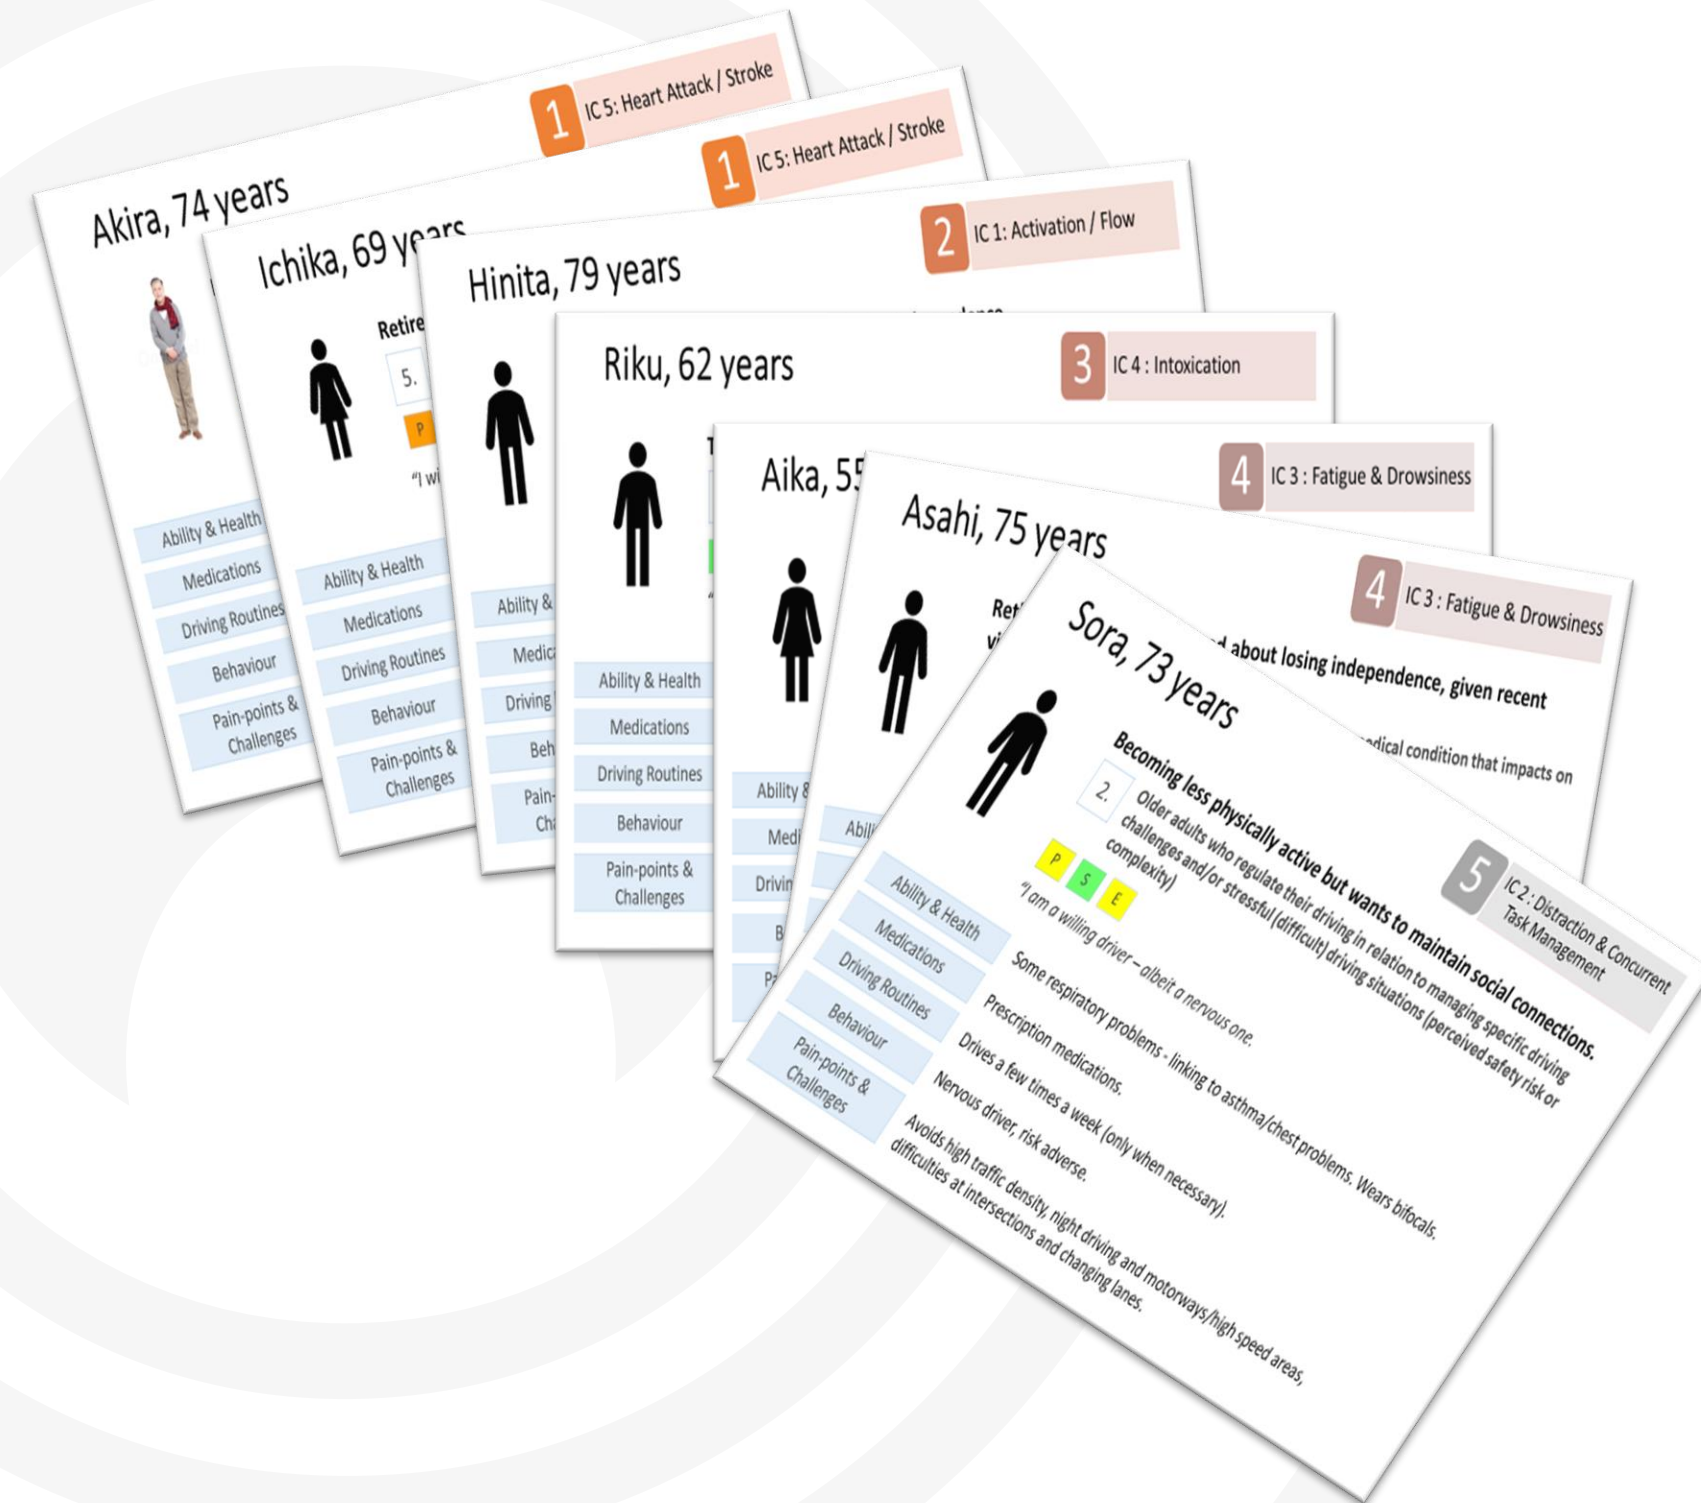 Akira, 74 years
1
IC 5: Heart Attack / Stroke
Ability & Health
Medications
Driving Routines
Behaviour
Pain-points &
Challenges
Ichika, 69 years
1
IC 5: Heart Attack / Stroke
Retire
5.
P
"I wi
Ability & Health
Medications
Driving Routines
Behaviour
Pain-points &
Challenges
Hinita, 79 years
2
IC 1: Activation / Flow
Ability &
Medica
Driving
Beh
Pain-
Cha
Riku, 62 years
3
IC 4 : Intoxication
Ability & Health
Medications
Driving Routines
Behaviour
Pain-points &
Challenges
Aika, 55
4
IC 3 : Fatigue & Drowsiness
Ability &
Medi
Drivin
B
Pa
Asahi, 75 years
4
IC 3 : Fatigue & Drowsiness
Reti
vi
d about losing independence, given recent
edical condition that impacts on
Abili
Sora, 73 years
5
IC 2 : Distraction & Concurrent
Task Management
Becoming less physically active but wants to maintain social connections.
2.
Older adults who regulate their driving in relation to managing specific driving
challenges and/or stressful (difficult) driving situations (perceived safety risk or
complexity)
P S E
"I am a willing driver – albeit a nervous one.
Ability & Health
Some respiratory problems - linking to asthma/chest problems. Wears bifocals.
Medications
Prescription medications.
Driving Routines
Drives a few times a week (only when necessary).
Behaviour
Nervous driver, risk adverse.
Pain-points &
Challenges
Avoids high traffic density, night driving and motorways/high speed areas,
difficulties at intersections and changing lanes.